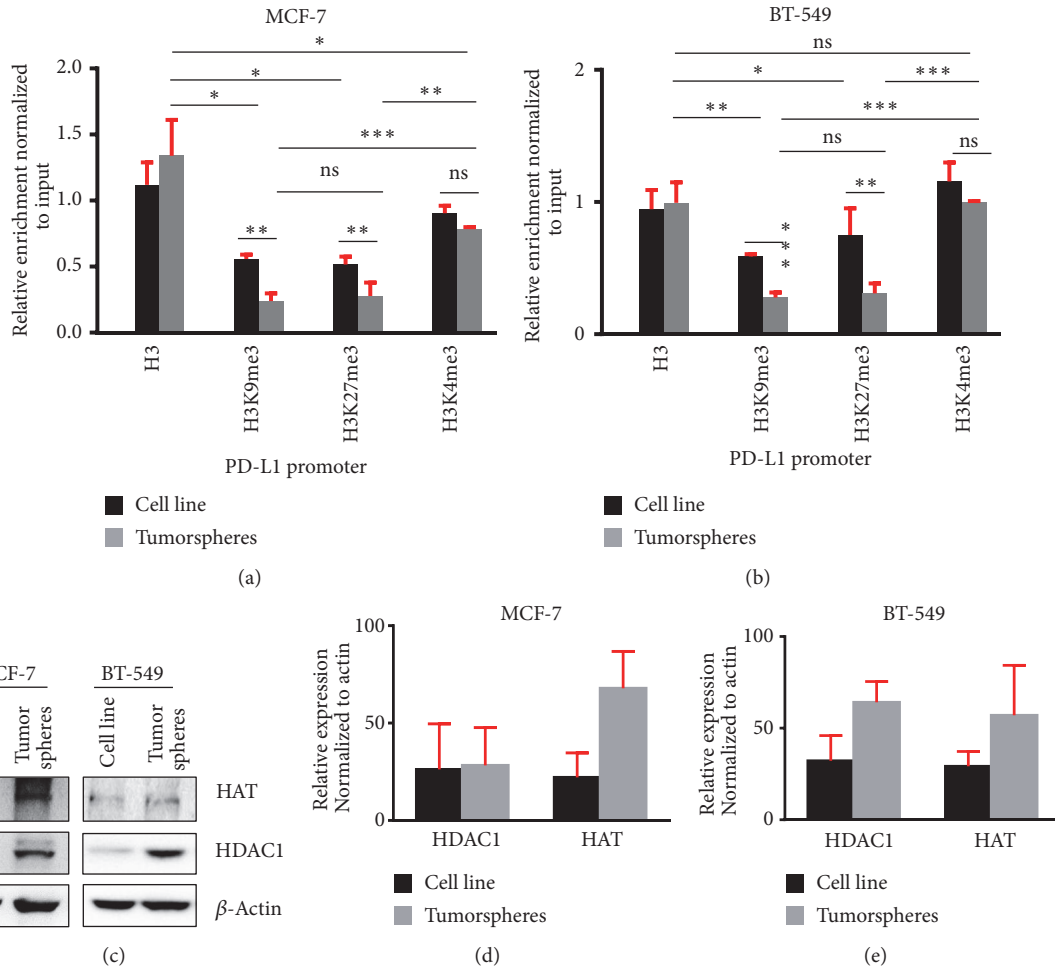 MCF-7
*
*
*
**
***
ns
ns
**
**
2.0
1.5
1.0
0.5
0.0
Relative enrichment normalized
to input
H3
H3K9me3
H3K27me3
H3K4me3
PD-L1 promoter
Cell line
Tumorspheres
(a)
BT-549
ns
*
***
**
***
ns
ns
**
***
2
1
0
Relative enrichment normalized
to input
H3
H3K9me3
H3K27me3
H3K4me3
PD-L1 promoter
Cell line
Tumorspheres
(b)
CF-7
BT-549
Tumor
spheres
Cell line
Tumor
spheres
HAT
HDAC1
β-Actin
(c)
MCF-7
100
50
0
Relative expression
Normalized to actin
HDAC1
HAT
Cell line
Tumorspheres
(d)
BT-549
100
50
0
Relative expression
Normalized to actin
HDAC1
HAT
Cell line
Tumorspheres
(e)